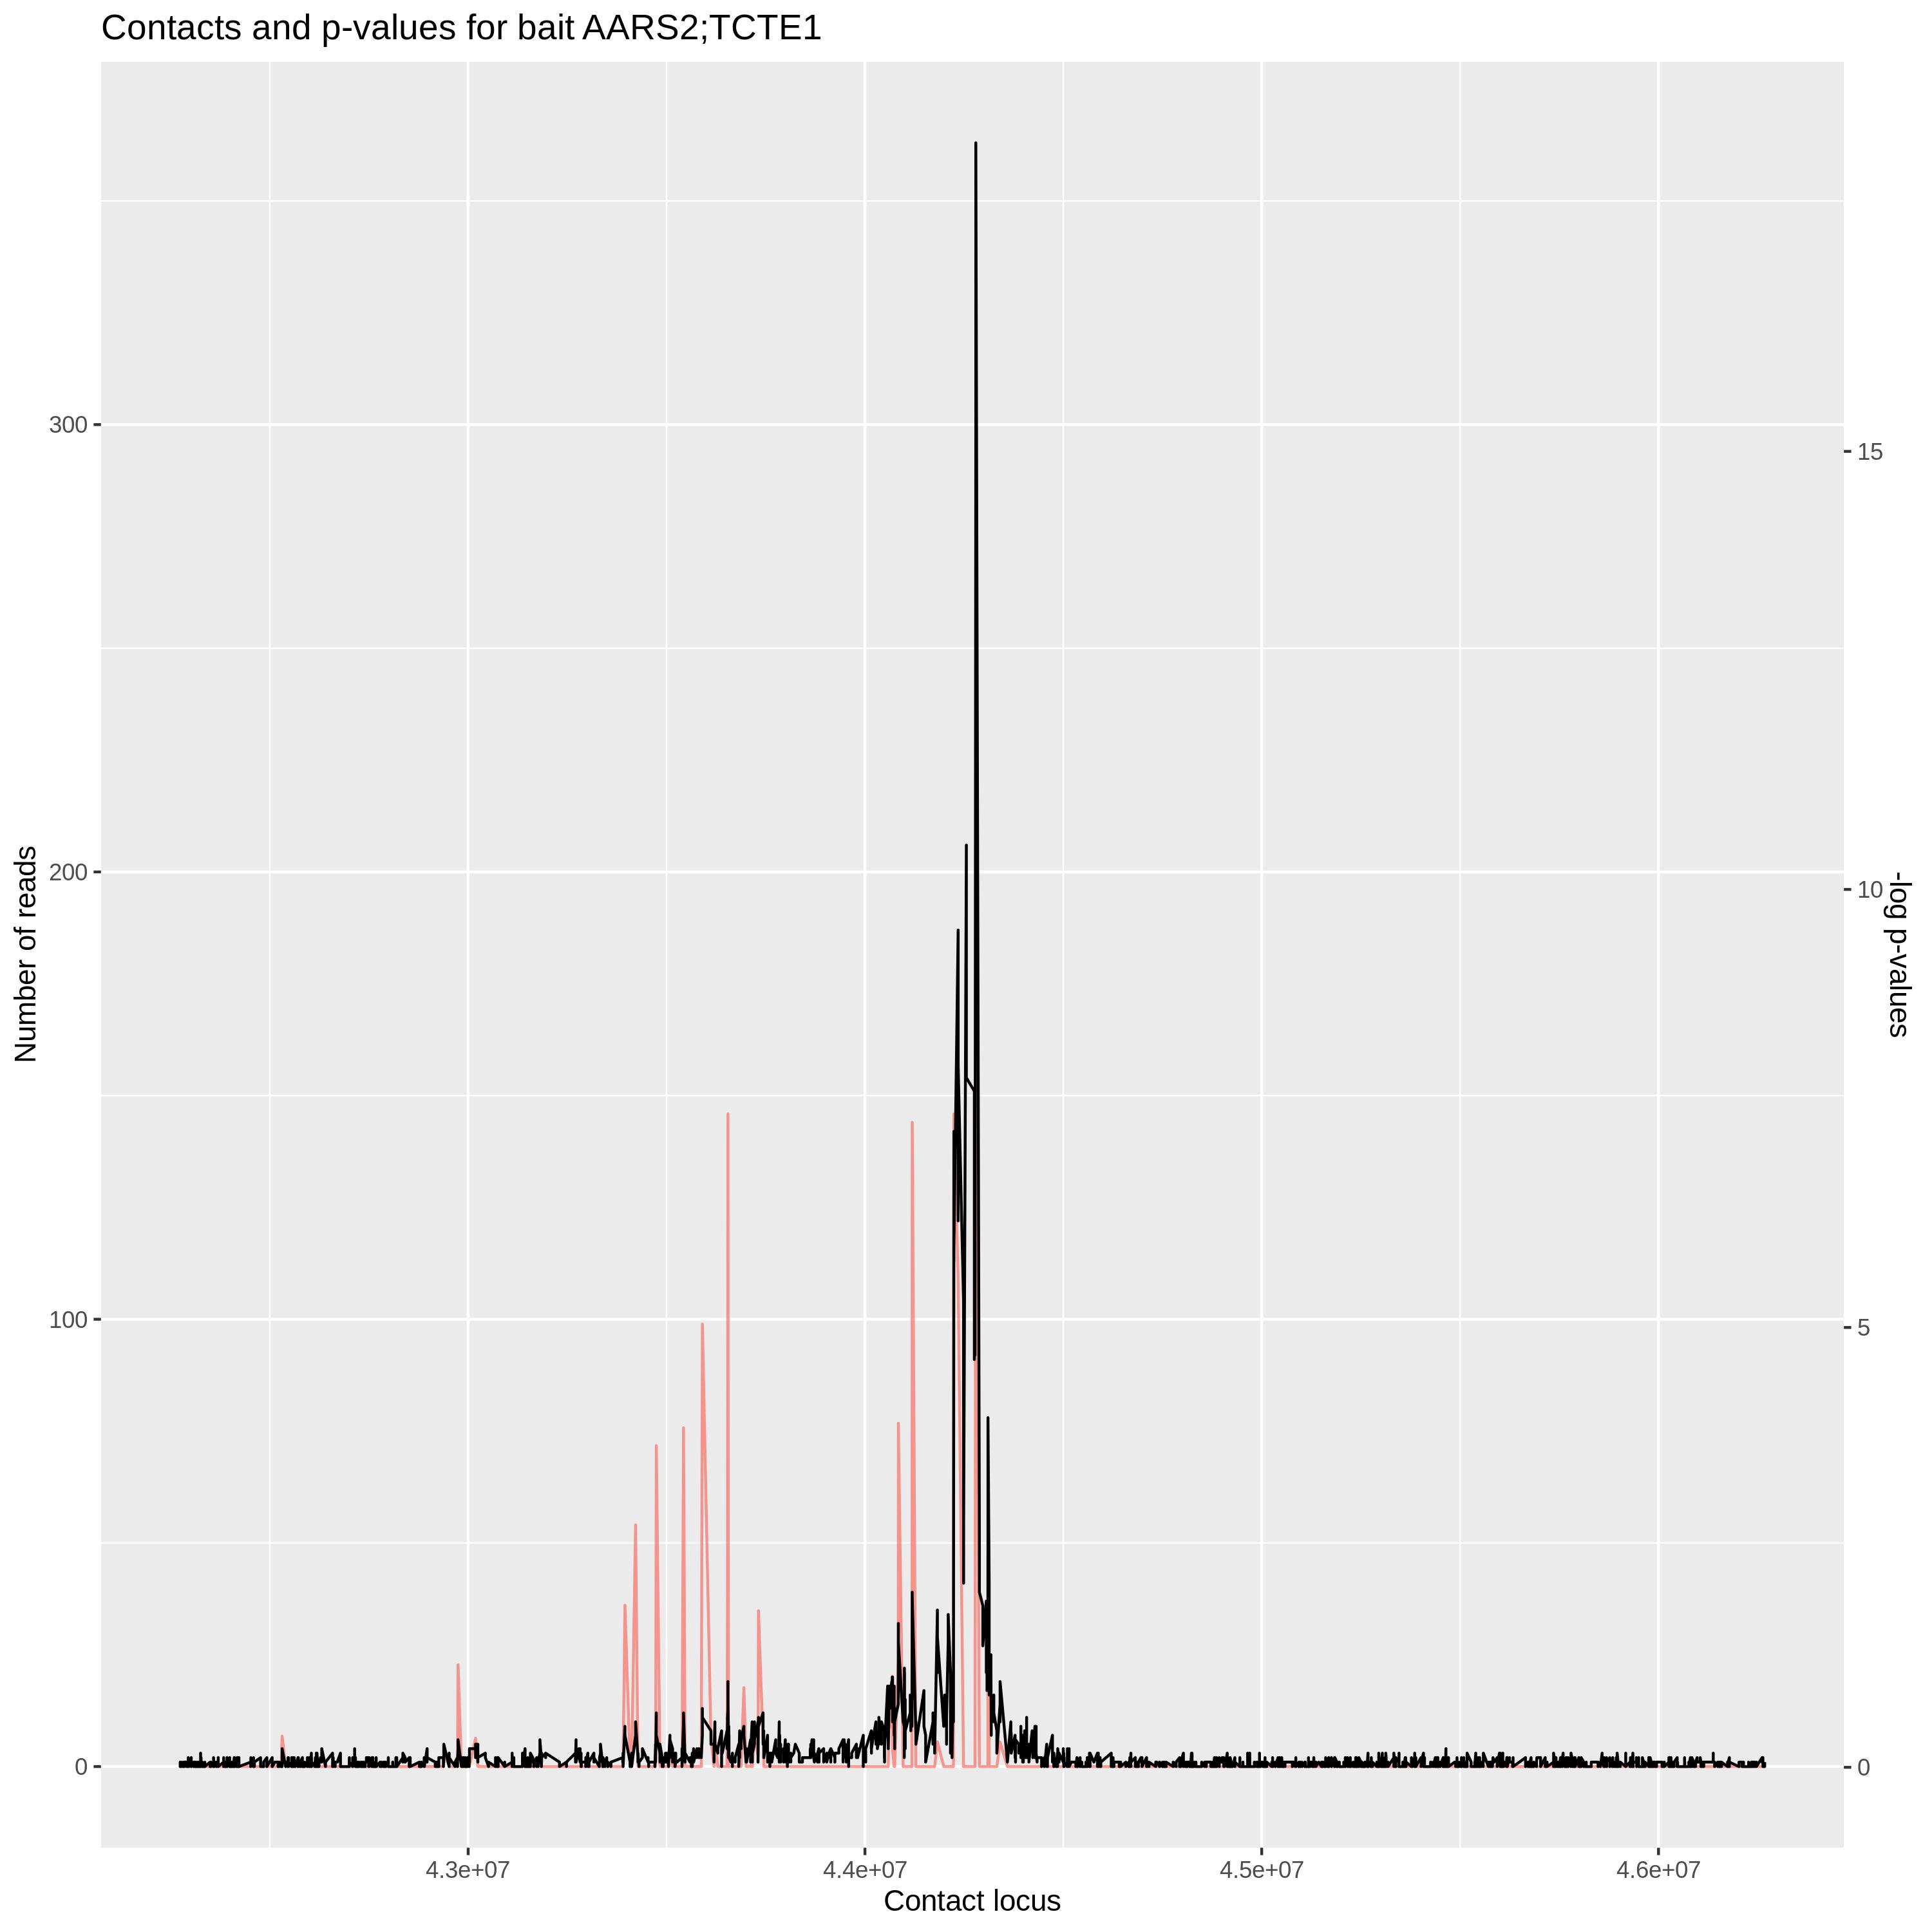 Contacts and p-values for bait AARS2;TCTE1
Number of reads
300
200
100
0
15
10
5
0
-log p-values
4.3e+07 4.4e+07 4.5e+07 4.6e+07
Contact locus